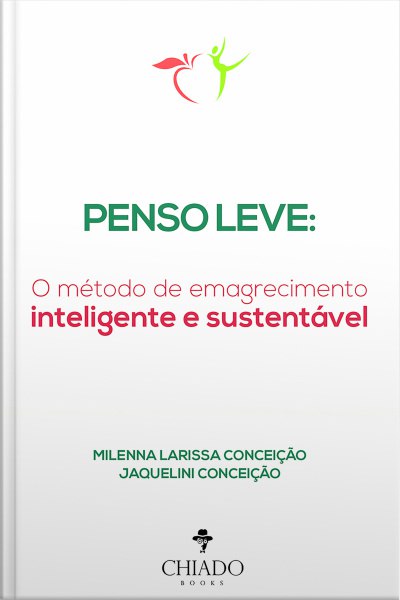 PENSO LEVE:
O método de emagrecimento
inteligente e sustentável
MILENNA LARISSA CONCEIÇÃO
JAQUELINI CONCEIÇÃO
CHIADO
BOOKS